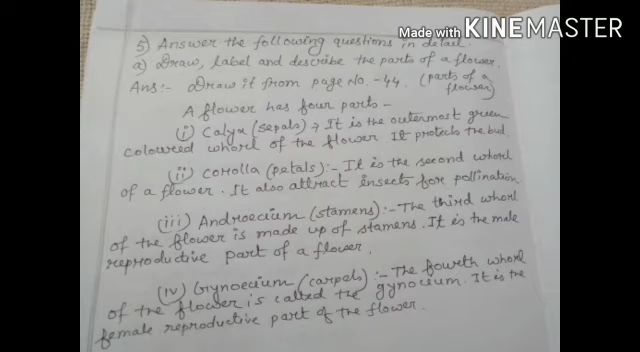 Made with KINEMASTER
5) Answer the following questions in detail.
a) Draw, label and describe the parts of a flower.
Ans:- Draw it from page No. -44. (parts of a flower)
A flower has four parts -
(i) Calyx (sepals) → It is the outermost green
coloured whorl of the flower It protects the bud.
(ii) Corolla (patals):- It is the second whorl
of a flower. It also attract insects for pollination.
(iii) Androecium (stamens):- The third whorl
of the flower is made up of stamens. It is the male
reproductive part of a flower.
(iv) Gynoecium (carpels):- The fourth whorl
of the flower is called the gynoecium. It is the
female reproductive part of the flower.